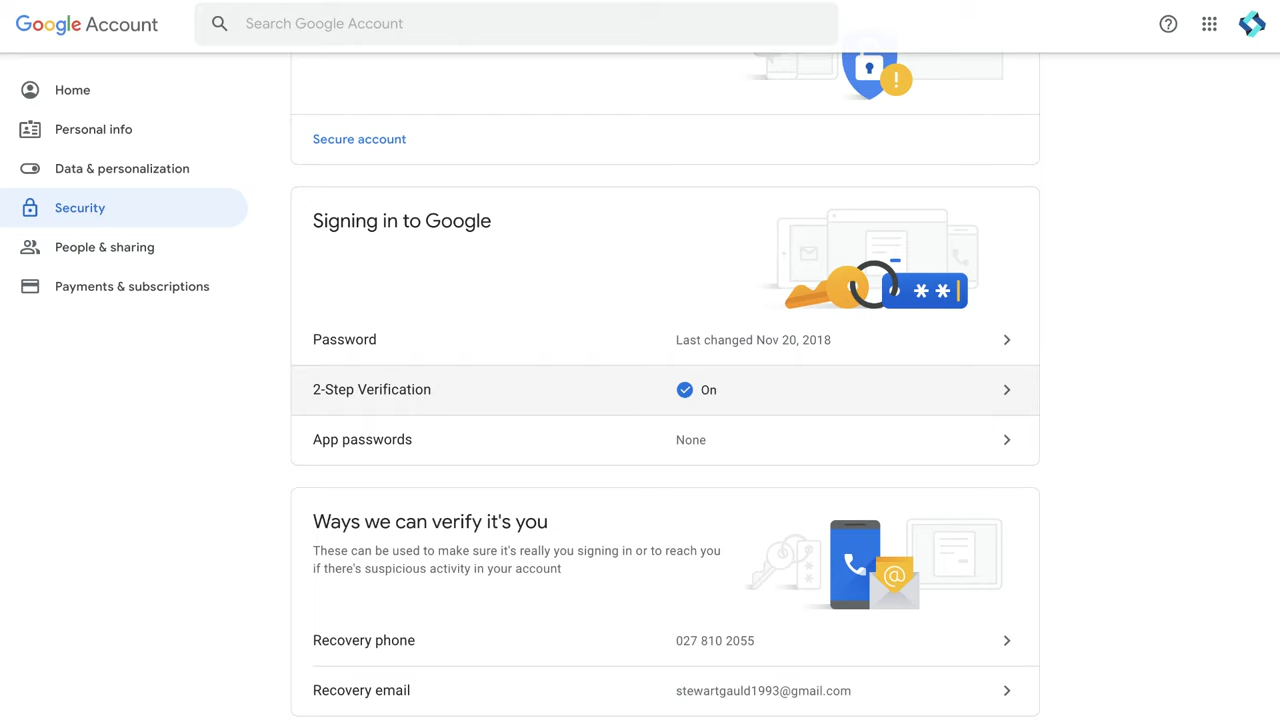 Google Account
Search Google Account
Home
Personal info
Data & personalization
Security
People & sharing
Payments & subscriptions
Secure account
Signing in to Google
Password Last changed Nov 20, 2018
2-Step Verification On
App passwords None
Ways we can verify it's you
These can be used to make sure it's really you signing in or to reach you
if there's suspicious activity in your account
Recovery phone 027 810 2055
Recovery email stewartgauld1993@gmail.com